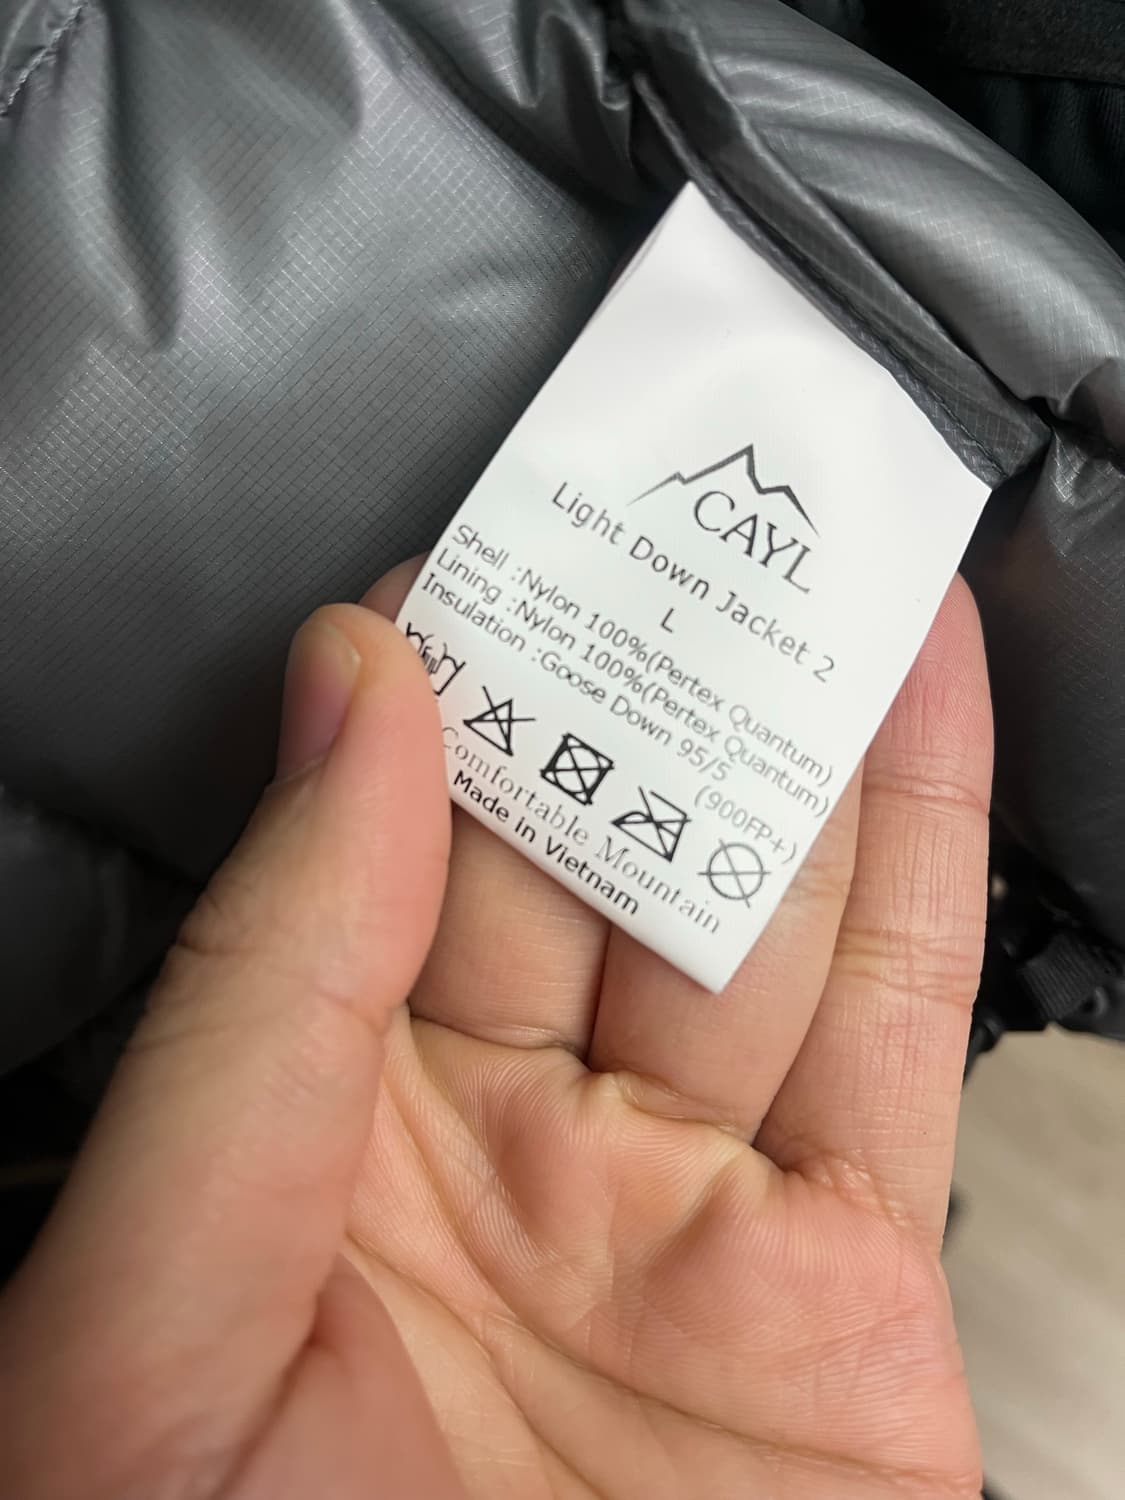 CAYL
Light Down Jacket 2
L
Shell :Nylon 100%(Pertex Quantum)
Lining :Nylon 100%(Pertex Quantum)
Insulation :Goose Down 95/5
(900FP+)
Comfortable Mountain
Made in Vietnam